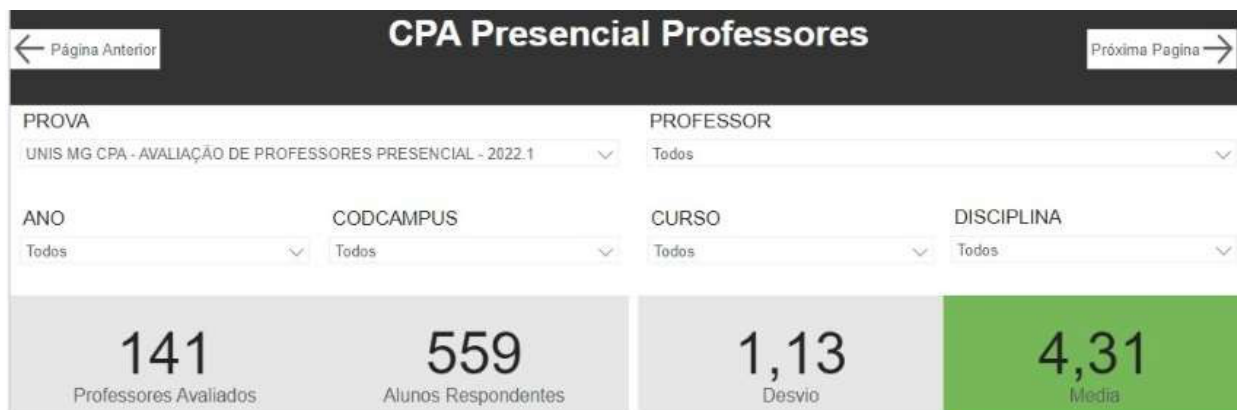 CPA Presencial Professores
Página Anterior
Próxima Pagina
PROVA
PROFESSOR
UNIS MG CPA - AVALIAÇÃO DE PROFESSORES PRESENCIAL - 2022.1
Todos
ANO
CODCAMPUS
CURSO
DISCIPLINA
Todos
Todos
Todos
Todos
141
559
1,13
4,31
Professores Avaliados
Alunos Respondentes
Desvio
Media